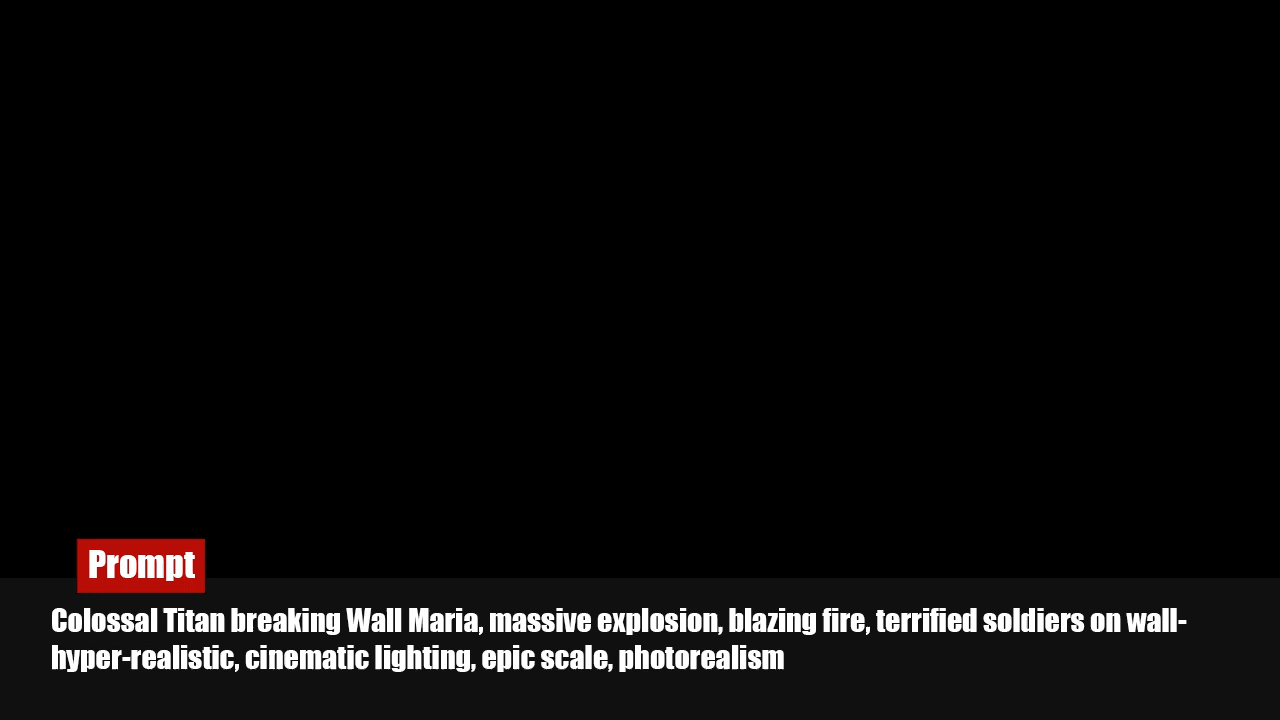 Prompt
Colossal Titan breaking Wall Maria, massive explosion, blazing fire, terrified soldiers on wall-
hyper-realistic, cinematic lighting, epic scale, photorealism